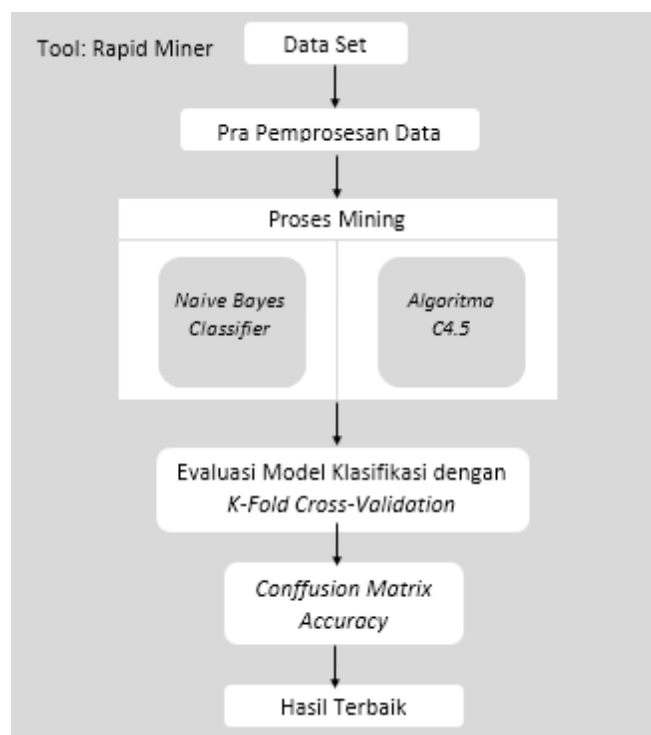 Tool: Rapid Miner
Data Set
Pra Pemprosesan Data
Proses Mining
Naive Bayes
Classifier
Algoritma
C4.5
Evaluasi Model Klasifikasi dengan
K-Fold Cross-Validation
Conffusion Matrix
Accuracy
Hasil Terbaik